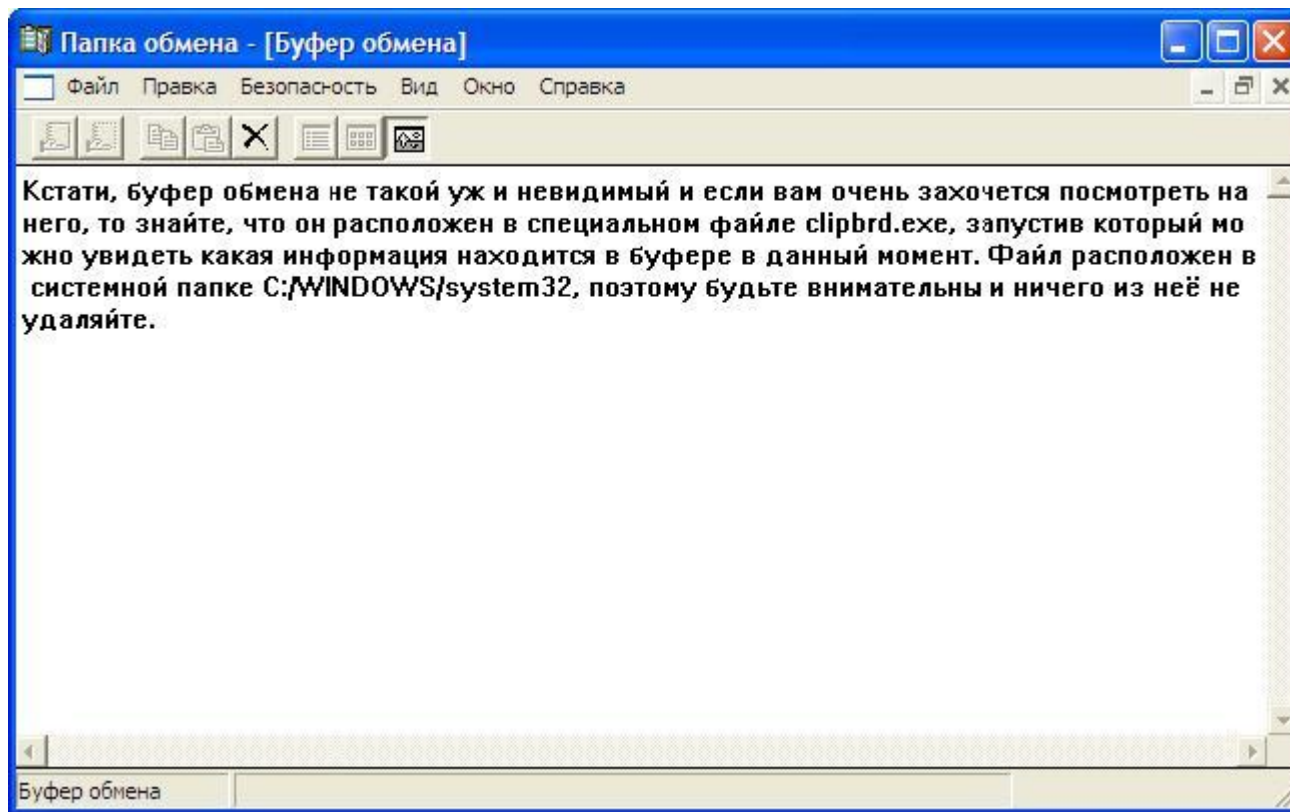 Папка обмена - [Буфер обмена]
Файл Правка Безопасность Вид Окно Справка
Кстати, буфер обмена не такой уж и невидимый и если вам очень захочется посмотреть на
него, то знайте, что он расположен в специальном файле clipbrd.exe, запустив который мо
жно увидеть какая информация находится в буфере в данный момент. Файл расположен в
системной папке C:/WINDOWS/system32, поэтому будьте внимательны и ничего из неё не
удаляйте.
Буфер обмена